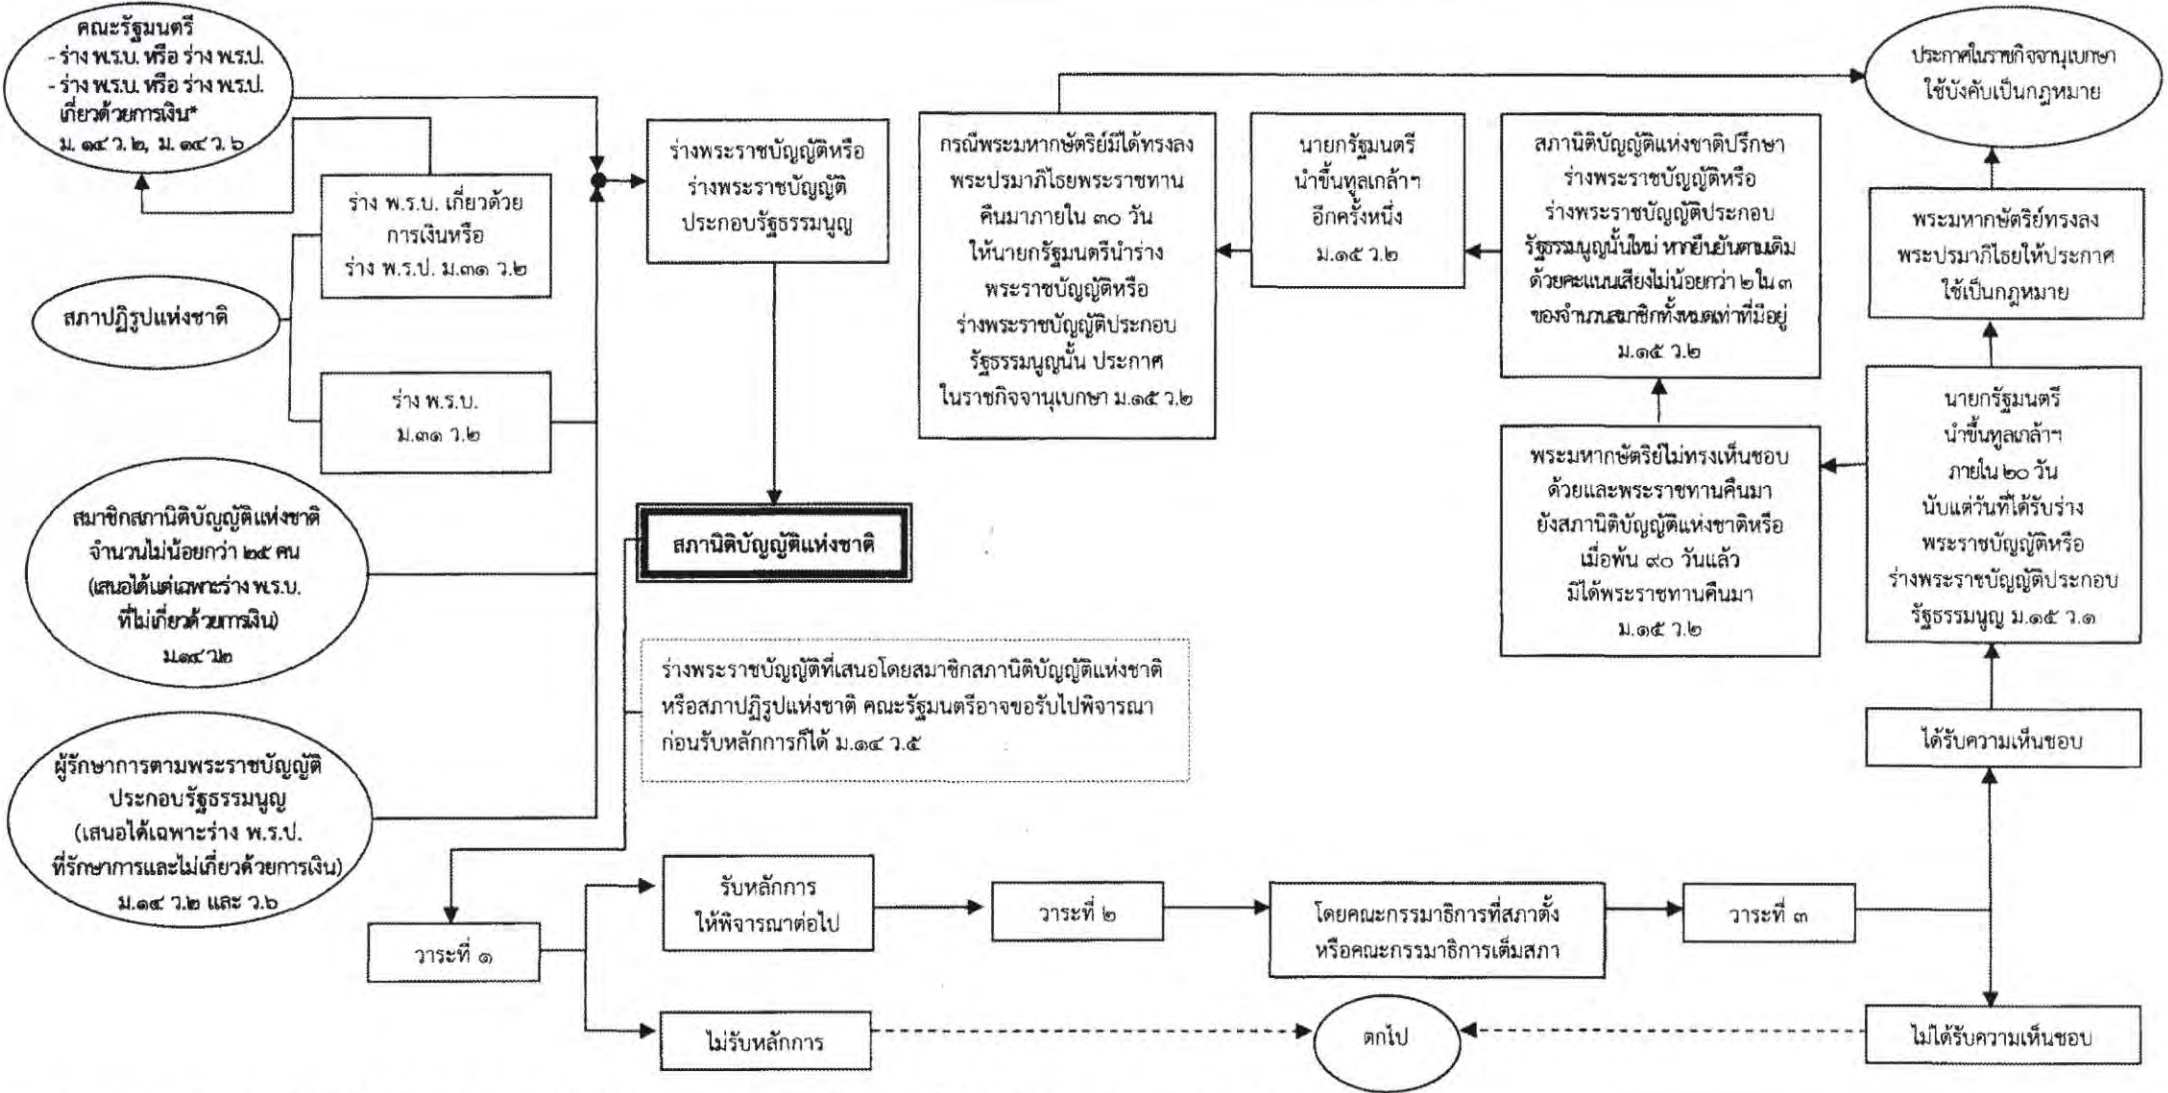 คณะรัฐมนตรี
- ร่าง พ.ร.บ. หรือ ร่าง พ.ร.ป.
- ร่าง พ.ร.บ. หรือ ร่าง พ.ร.ป.
เกี่ยวด้วยการเงิน*
ม. ๑๔ ว. ๒, ม. ๑๔ ว. ๖
ร่าง พ.ร.บ. เกี่ยวด้วย
การเงินหรือ
ร่าง พ.ร.ป. ม.๓๑ ว.๒
สภาปฏิรูปแห่งชาติ
ร่าง พ.ร.บ.
ม.๓๑ ว.๒
สมาชิกสภานิติบัญญัติแห่งชาติ
จำนวนไม่น้อยกว่า ๒๕ คน
(เสนอได้แต่เฉพาะร่าง พ.ร.บ.
ที่ไม่เกี่ยวด้วยการเงิน)
ม.๑๔ ว.๒
ผู้รักษาการตามพระราชบัญญัติ
ประกอบรัฐธรรมนูญ
(เสนอได้เฉพาะร่าง พ.ร.ป.
ที่รักษาการและไม่เกี่ยวด้วยการเงิน)
ม.๑๔ ว.๒ และ ว.๖
ร่างพระราชบัญญัติหรือ
ร่างพระราชบัญญัติ
ประกอบรัฐธรรมนูญ
สภานิติบัญญัติแห่งชาติ
ร่างพระราชบัญญัติที่เสนอโดยสมาชิกสภานิติบัญญัติแห่งชาติ
หรือสภาปฏิรูปแห่งชาติ คณะรัฐมนตรีอาจขอรับไปพิจารณา
ก่อนรับหลักการก็ได้ ม.๑๔ ว.๕
วาระที่ ๑
รับหลักการ
ให้พิจารณาต่อไป
ไม่รับหลักการ
วาระที่ ๒
โดยคณะกรรมาธิการที่สภาตั้ง
หรือคณะกรรมาธิการเต็มสภา
วาระที่ ๓
ตกไป
ไม่ได้รับความเห็นชอบ
ได้รับความเห็นชอบ
นายกรัฐมนตรี
นำขึ้นทูลเกล้าฯ
ภายใน ๒๐ วัน
นับแต่วันที่ได้รับร่าง
พระราชบัญญัติหรือ
ร่างพระราชบัญญัติประกอบ
รัฐธรรมนูญ ม.๑๕ ว.๑
พระมหากษัตริย์ทรงลง
พระปรมาภิไธยให้ประกาศ
ใช้เป็นกฎหมาย
ประกาศในราชกิจจานุเบกษา
ใช้บังคับเป็นกฎหมาย
พระมหากษัตริย์ไม่ทรงเห็นชอบ
ด้วยและพระราชทานคืนมา
ยังสภานิติบัญญัติแห่งชาติหรือ
เมื่อพ้น ๙๐ วันแล้ว
มิได้พระราชทานคืนมา
ม.๑๕ ว.๒
สภานิติบัญญัติแห่งชาติปรึกษา
ร่างพระราชบัญญัติหรือ
ร่างพระราชบัญญัติประกอบ
รัฐธรรมนูญนั้นใหม่ หากยืนยันตามเดิม
ด้วยคะแนนเสียงไม่น้อยกว่า ๒ ใน ๓
ของจำนวนสมาชิกทั้งหมดเท่าที่มีอยู่
ม.๑๕ ว.๒
นายกรัฐมนตรี
นำขึ้นทูลเกล้าฯ
อีกครั้งหนึ่ง
ม.๑๕ ว.๒
กรณีพระมหากษัตริย์มิได้ทรงลง
พระปรมาภิไธยพระราชทาน
คืนมาภายใน ๓๐ วัน
ให้นายกรัฐมนตรีนำร่าง
พระราชบัญญัติหรือ
ร่างพระราชบัญญัติประกอบ
รัฐธรรมนูญนั้น ประกาศ
ในราชกิจจานุเบกษา ม.๑๕ ว.๒